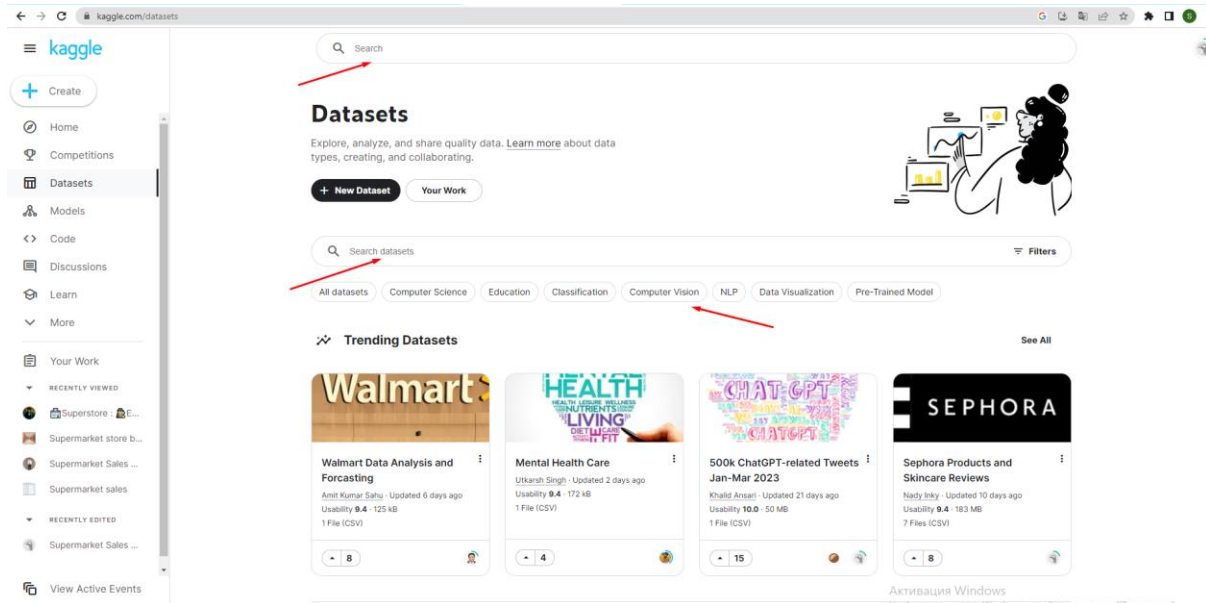 kaggle.com/datasets
kaggle
Search
Create
Home
Competitions
Datasets
Models
Code
Discussions
Learn
More
Your Work
RECENTLY VIEWED
Superstore : E...
Supermarket store b...
Supermarket Sales ...
Supermarket sales
RECENTLY EDITED
Supermarket Sales ...
View Active Events
Datasets
Explore, analyze, and share quality data. Learn more about data
types, creating, and collaborating.
+ New Dataset
Your Work
Search datasets
Filters
All datasets Computer Science Education Classification Computer Vision NLP Data Visualization Pre-Trained Model
Trending Datasets
See All
Walmart
Walmart Data Analysis and
Forcasting
Amit Kumar Sahu · Updated 6 days ago
Usability 9.4 · 125 kB
1 File (CSV)
8
MENTAL
HEALTH
HEALTH LEISURE WELLNESS
NUTRIENTS
LIVING
DIET CARE
FIT
Mental Health Care
Utkarsh Singh · Updated 2 days ago
Usability 9.4 · 172 kB
1 File (CSV)
4
CHAT GPT
CHATGPT
500k ChatGPT-related Tweets
Jan-Mar 2023
Khalid Ansari · Updated 21 days ago
Usability 10.0 · 50 MB
1 File (CSV)
15
SEPHORA
Sephora Products and
Skincare Reviews
Nady Inky · Updated 10 days ago
Usability 9.4 · 183 MB
7 Files (CSV)
8
Активация Windows